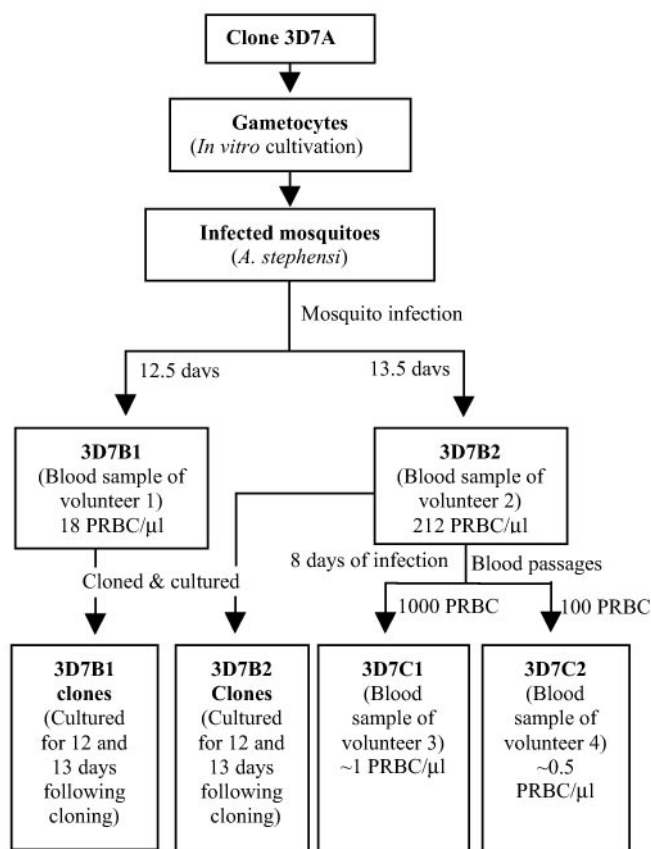 Clone 3D7A
Gametocytes
(In vitro cultivation)
Infected mosquitoes
(A. stephensi)
Mosquito infection
12.5 davs
13.5 davs
3D7B1
(Blood sample of
volunteer 1)
18 PRBC/µl
3D7B2
(Blood sample of
volunteer 2)
212 PRBC/µl
Cloned & cultured
8 days of infection
Blood passages
1000 PRBC
100 PRBC
3D7B1
clones
(Cultured
for 12 and
13 days
following
cloning)
3D7B2
Clones
(Cultured
for 12 and
13 days
following
cloning)
3D7C1
(Blood
sample of
volunteer 3)
~1 PRBC/µl
3D7C2
(Blood
sample of
volunteer 4)
~0.5
PRBC/µl